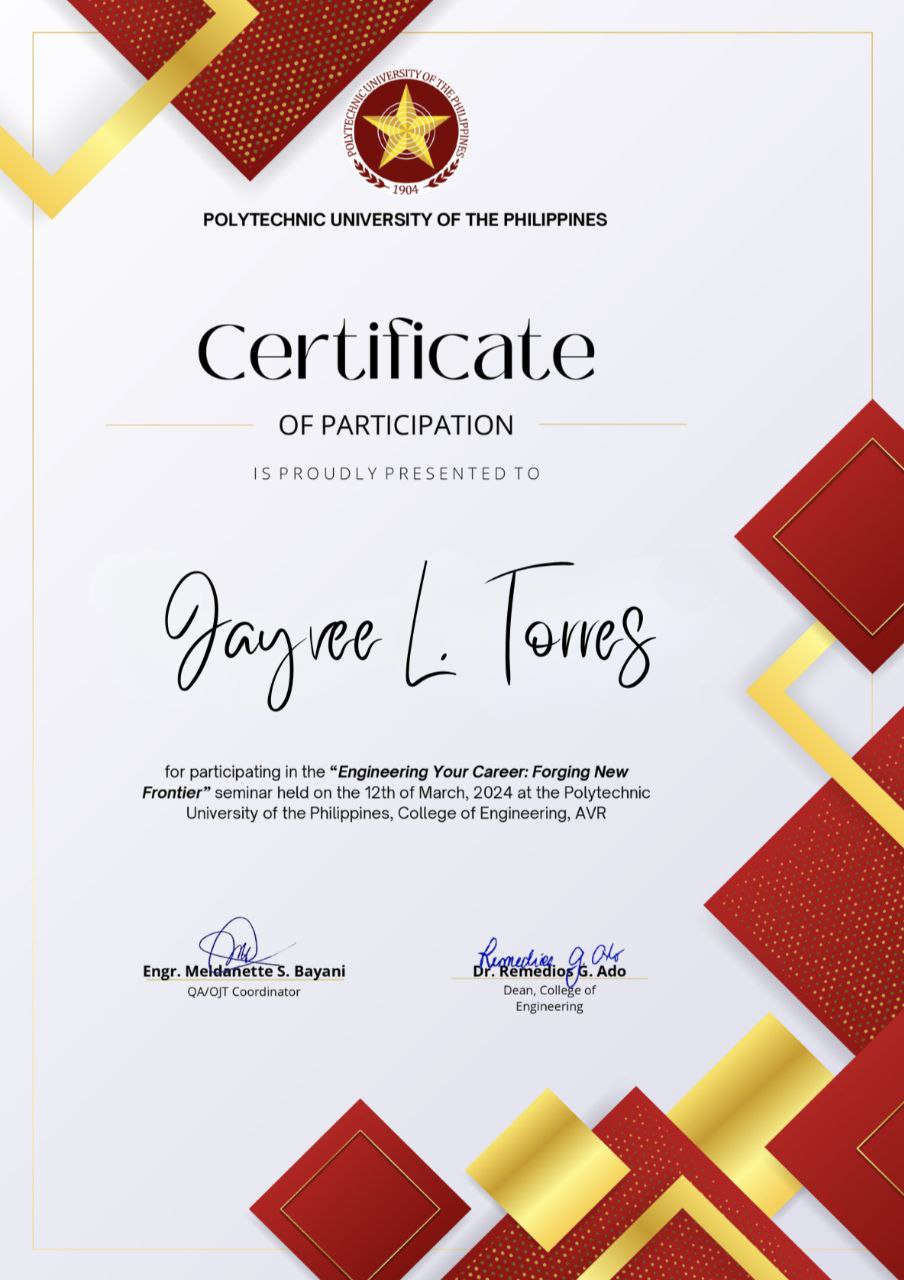 POLYTECHNIC UNIVERSITY OF THE PHILIPPINES
1904
POLYTECHNIC UNIVERSITY OF THE PHILIPPINES
Certificate
OF PARTICIPATION
IS PROUDLY PRESENTED TO
Jayvee L. Torres
for participating in the “Engineering Your Career: Forging New
Frontier” seminar held on the 12th of March, 2024 at the Polytechnic
University of the Philippines, College of Engineering, AVR
Remedios G. Ado
Engr. Meldanette S. Bayani
QA/OJT Coordinator
Dr. Remedios G. Ado
Dean, College of
Engineering